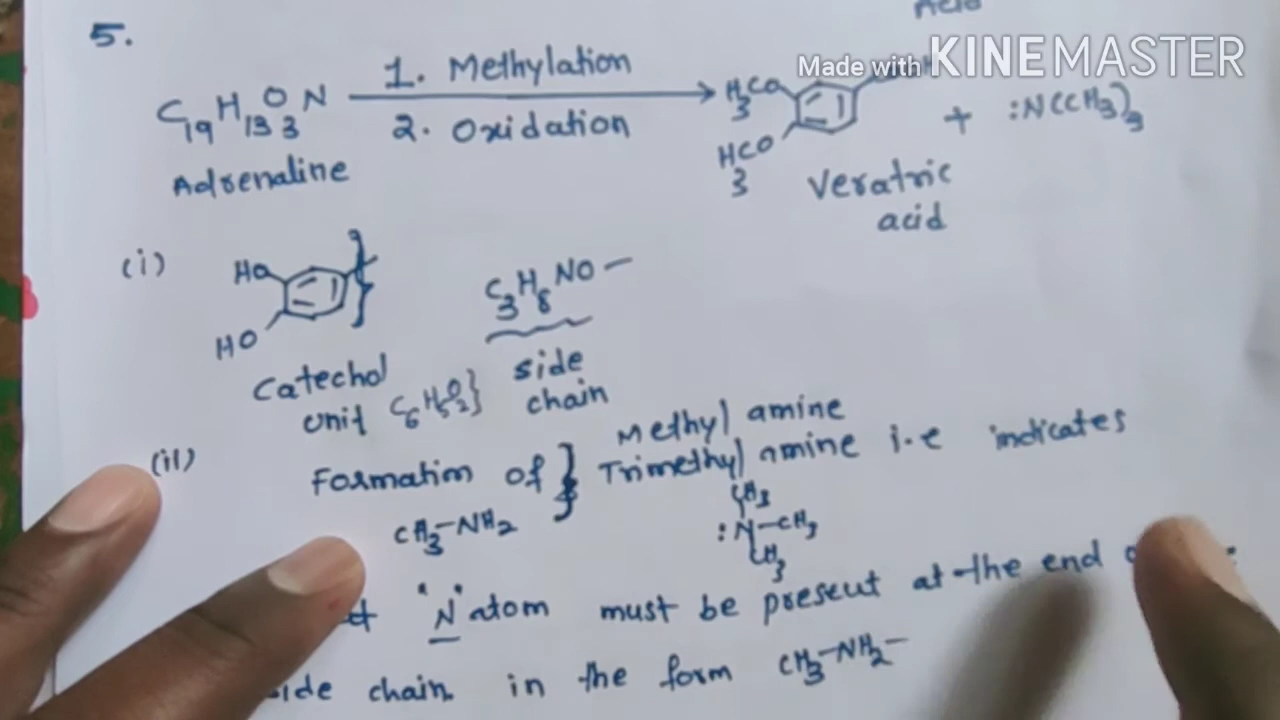 Acid
5.
Made with KINEMASTER
C19H13O3N 1. Methylation H3CO
2. Oxidation + :N(CH3)3
Adrenaline H3CO Veratric
acid
(i) HO C3H8NO-
HO side
Catechol chain
unit C6H5O2}
(ii) Methyl amine
Formation of } Trimethyl amine i.e indicates
CH3-NH2 CH3
:N-CH3
CH3
"N" atom must be present at the end
chain in the form CH3-NH2-